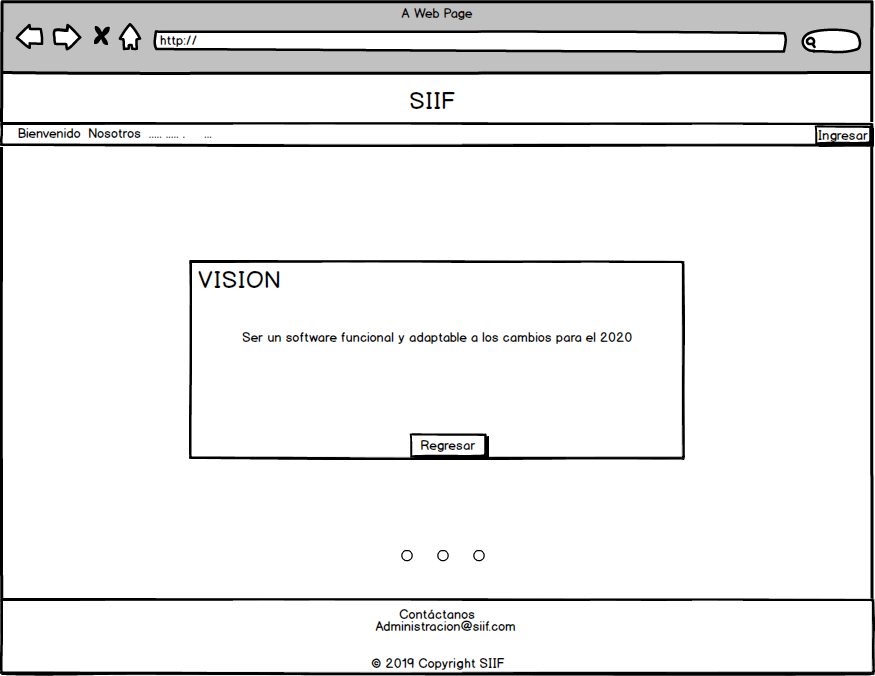 A Web Page
http://
SIIF
Bienvenido Nosotros ..... ..... . ...
Ingresar
VISION
Ser un software funcional y adaptable a los cambios para el 2020
Regresar
Contáctanos
Administracion@siif.com
© 2019 Copyright SIIF